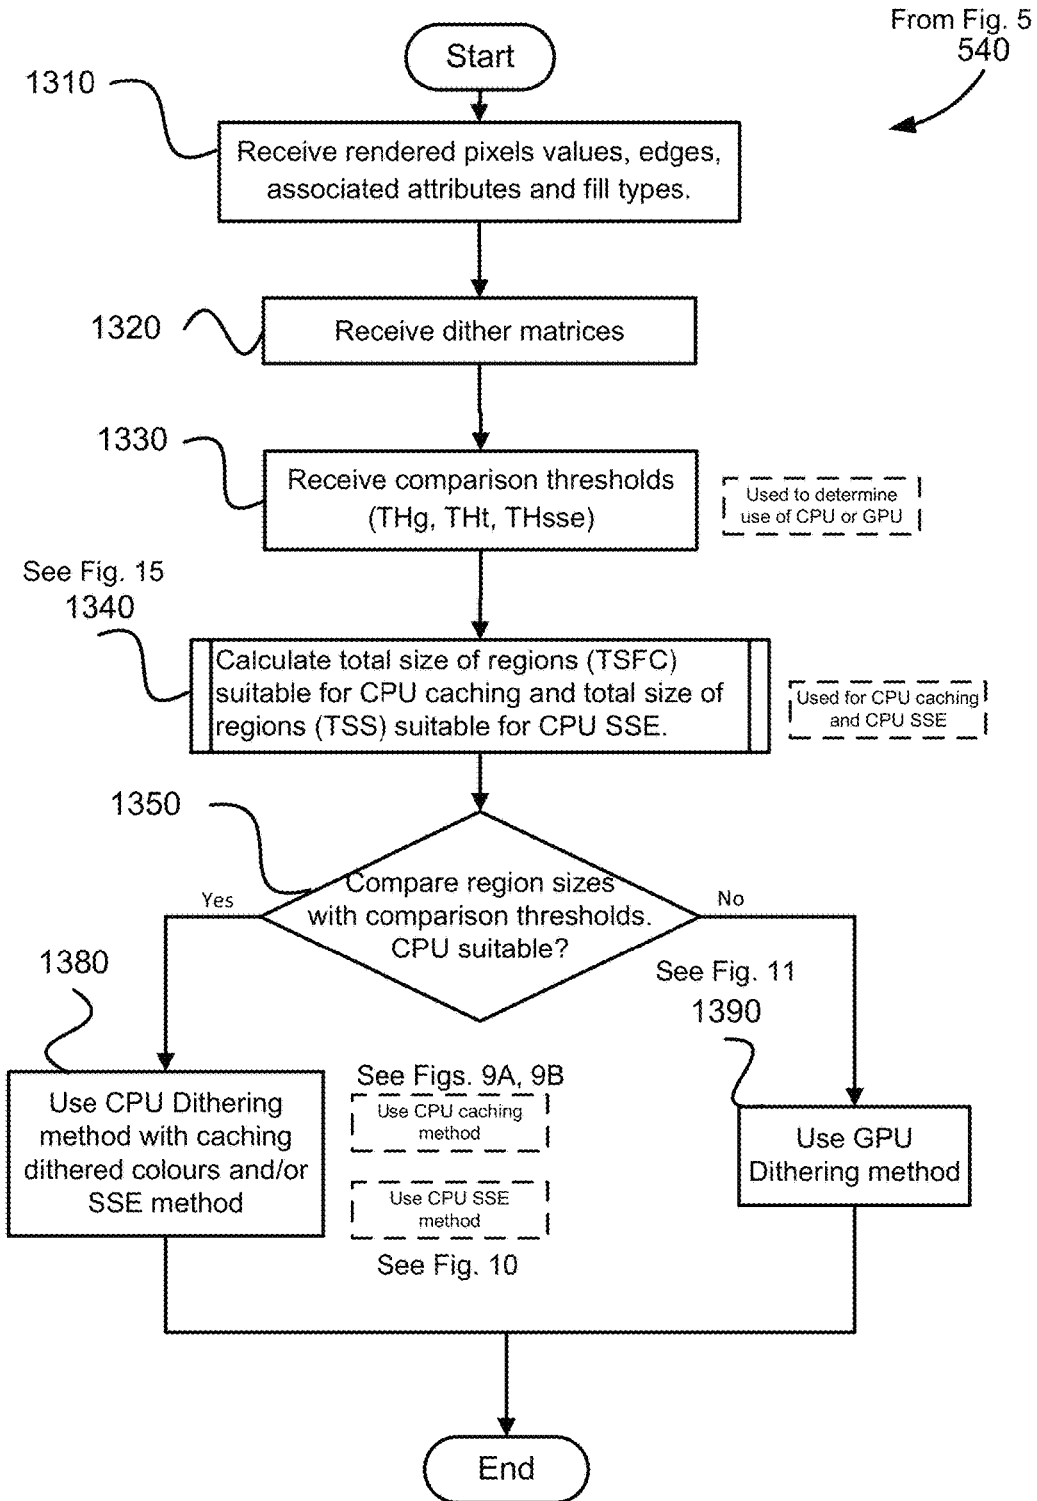 From Fig. 5
540
Start
1310
Receive rendered pixels values, edges,
associated attributes and fill types.
1320
Receive dither matrices
1330
Receive comparison thresholds
(THg, THt, THsse)
Used to determine
use of CPU or GPU
See Fig. 15
1340
Calculate total size of regions (TSFC)
suitable for CPU caching and total size of
regions (TSS) suitable for CPU SSE.
Used for CPU caching
and CPU SSE
1350
Compare region sizes
with comparison thresholds.
CPU suitable?
Yes
No
1380
Use CPU Dithering
method with caching
dithered colours and/or
SSE method
See Figs. 9A, 9B
Use CPU caching
method
Use CPU SSE
method
See Fig. 10
See Fig. 11
1390
Use GPU
Dithering method
End